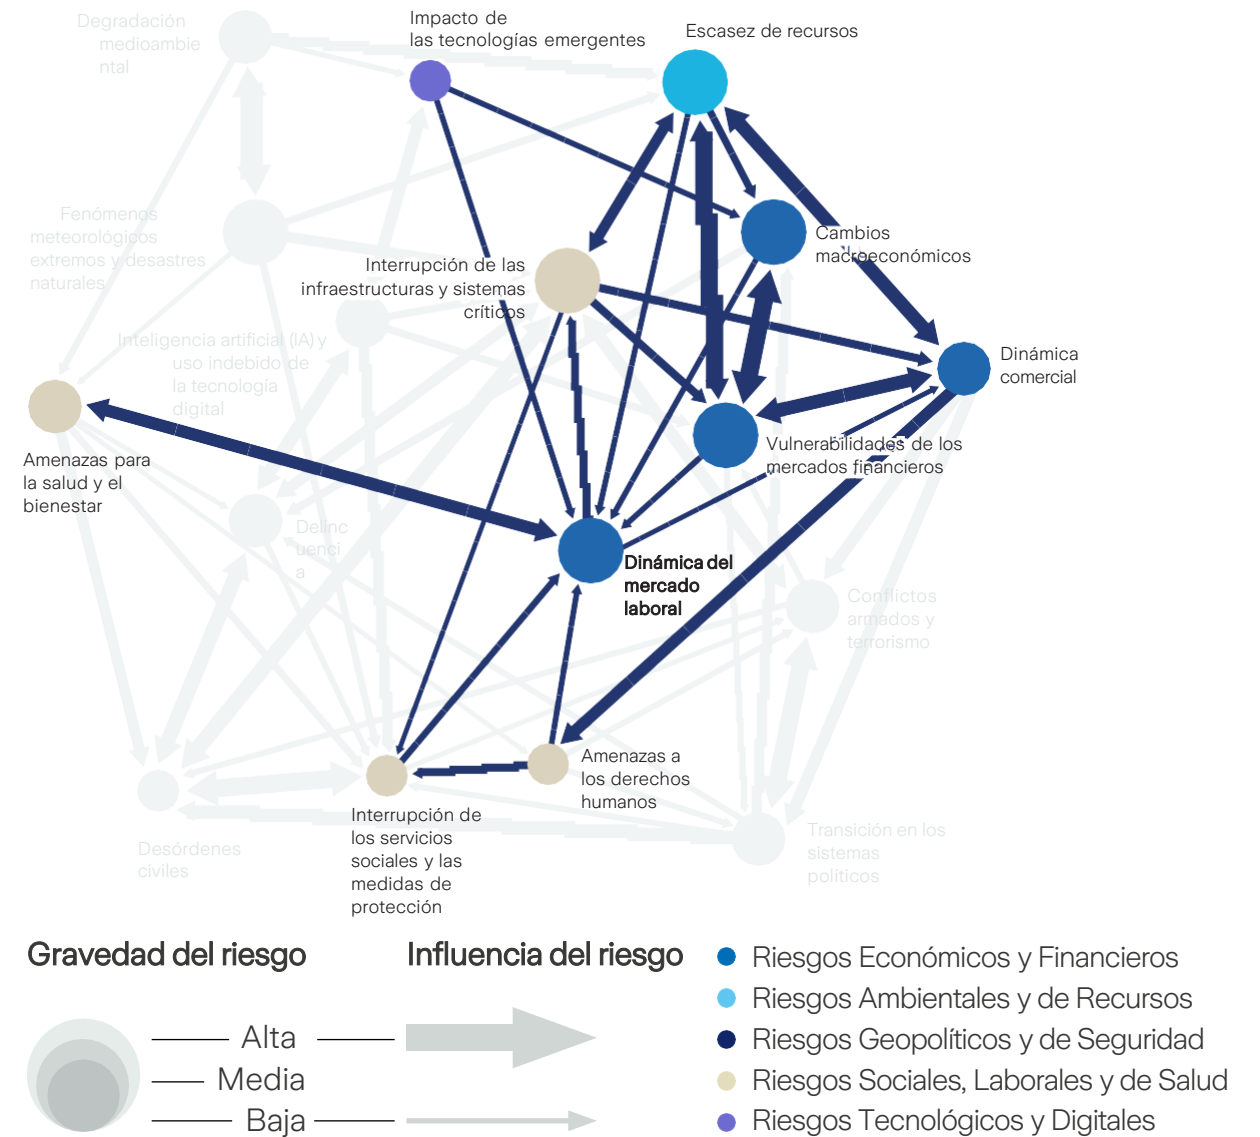 Degradación
medioambie
ntal
Impacto de
las tecnologías emergentes
Escasez de recursos
Fenómenos
meteorológicos
extremos y desastres
naturales
Cambios
macroeconómicos
Interrupción de las
infraestructuras y sistemas
críticos
Inteligencia artificial (IA) y
uso indebido de
la tecnología
digital
Dinámica
comercial
Vulnerabilidades de los
mercados financieros
Amenazas para
la salud y el
bienestar
Delinc
uenci
a
Dinámica del
mercado
laboral
Conflictos
armados y
terrorismo
Amenazas a
los derechos
humanos
Interrupción de
los servicios
sociales y las
medidas de
protección
Desórdenes
civiles
Transición en los
sistemas
políticos
Gravedad del riesgo
Alta
Media
Baja
Influencia del riesgo
Riesgos Económicos y Financieros
Riesgos Ambientales y de Recursos
Riesgos Geopolíticos y de Seguridad
Riesgos Sociales, Laborales y de Salud
Riesgos Tecnológicos y Digitales